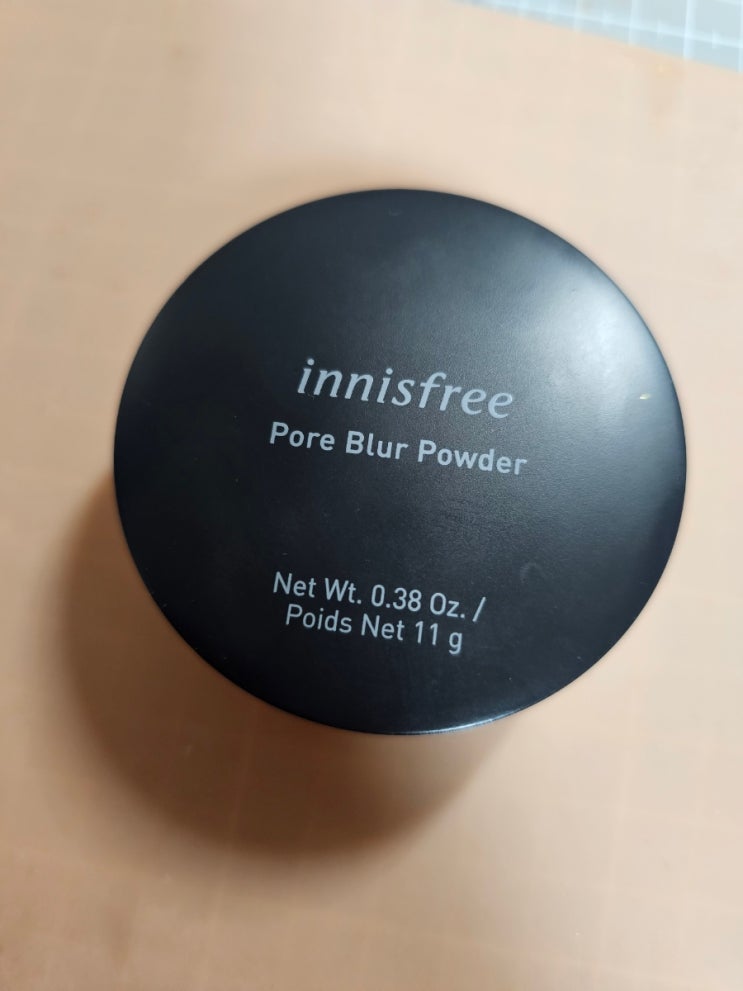 innisfree
Pore Blur Powder
Net Wt. 0.38 Oz. /
Poids Net 11 g